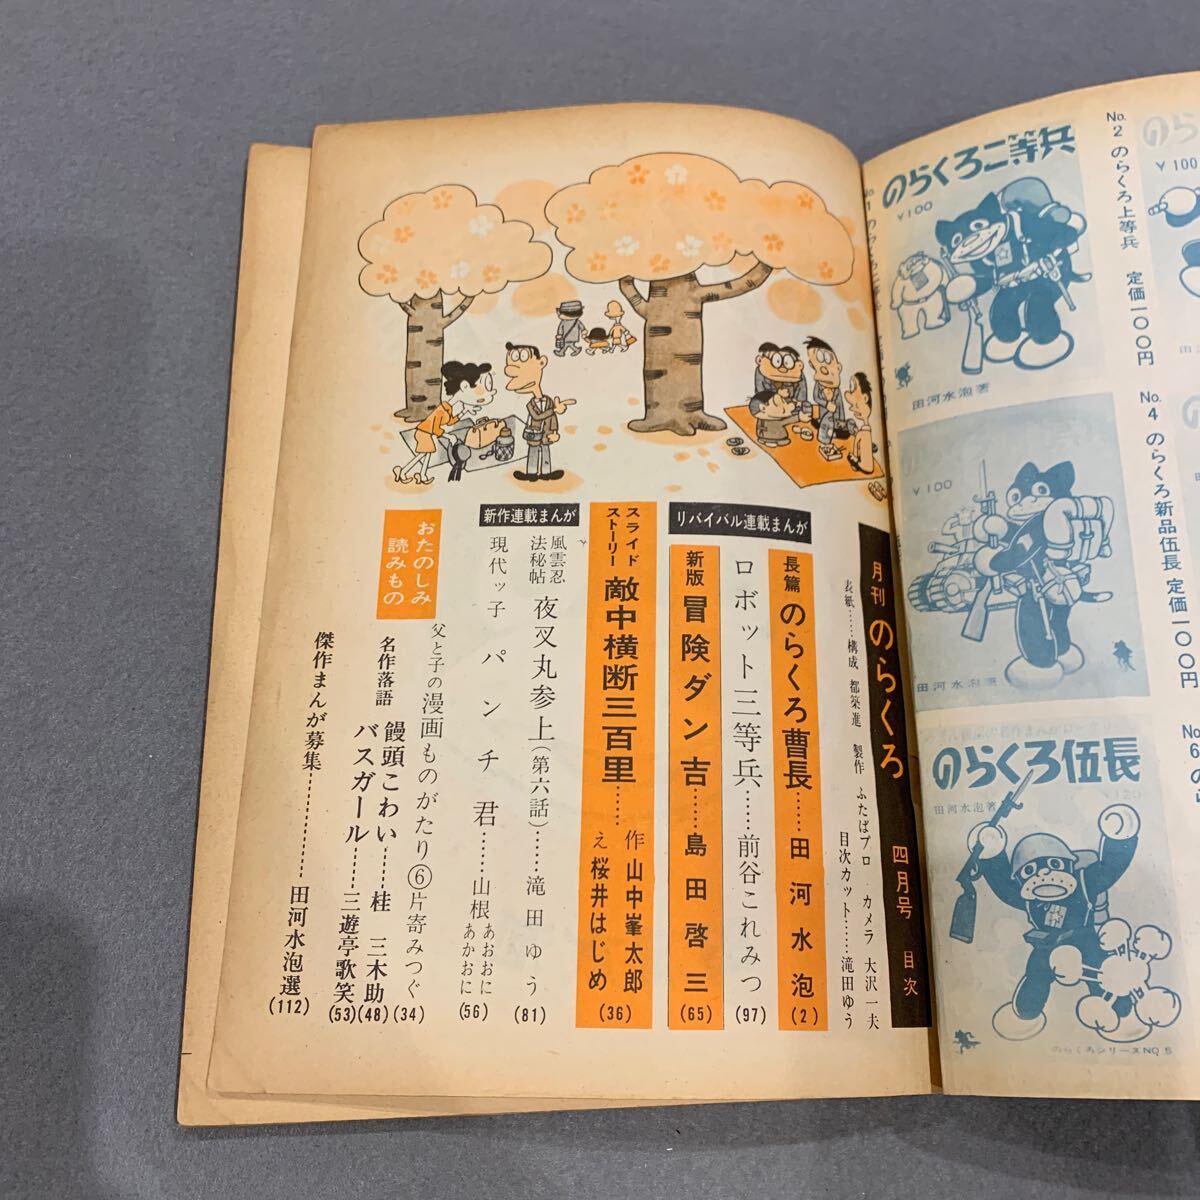 月刊 のらくろ 四月号 目次
表紙……構成 都築進 製作 ふたばプロ カメラ 大沢一夫
目次カット……滝田ゆう
リバイバル連載まんが
長篇 のらくろ曹長……田河水泡(2)
ロボット三等兵……前谷これみつ(97)
新版 冒険ダン吉……島田啓三(65)
スライドストーリー 敵中横断三百里……
作 山中峯太郎
え 桜井はじめ
(36)
新作連載まんが
風雲忍法秘帖 夜叉丸参上(第六話)……滝田ゆう(81)
現代ッ子 パンチ君……山根あおおに あかおに(56)
おたのしみ読みもの
父と子の漫画ものがたり⑥片寄みつぐ(34)
名作落語 饅頭こわい……桂 三木助(48)
バスガール……三遊亭歌笑(53)
傑作まんが募集……田河水泡選(112)
のらくろ二等兵
￥100
田河水泡著
No.2 のらくろ上等兵 定価一〇〇円
￥100
田河水泡著
No.4 のらくろ新品伍長 定価一〇〇円
のらくろ伍長
田河水泡著
￥120
のらくろシリーズNO 5
￥100